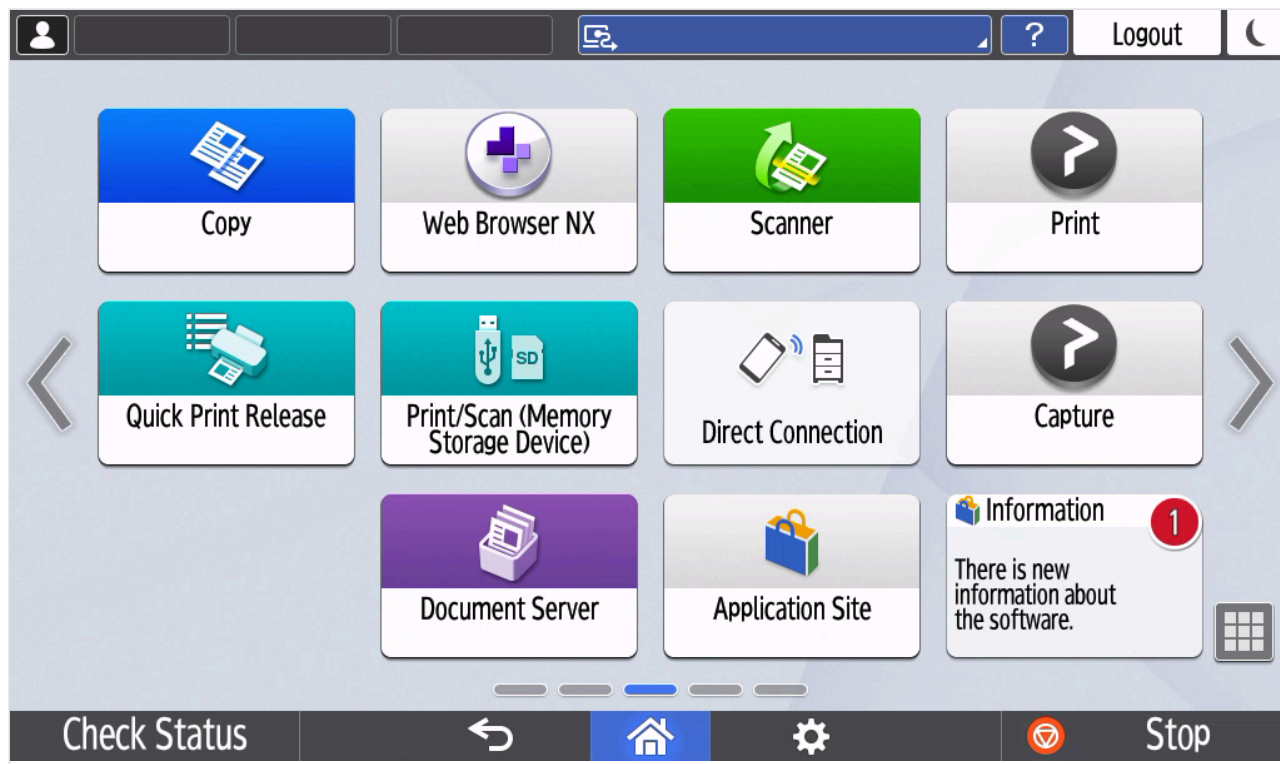 ? Logout
Copy
Web Browser NX
Scanner
Print
Quick Print Release
SD
Print/Scan (Memory
Storage Device)
Direct Connection
Capture
Document Server
Application Site
Information
1
There is new
information about
the software.
Check Status
Stop